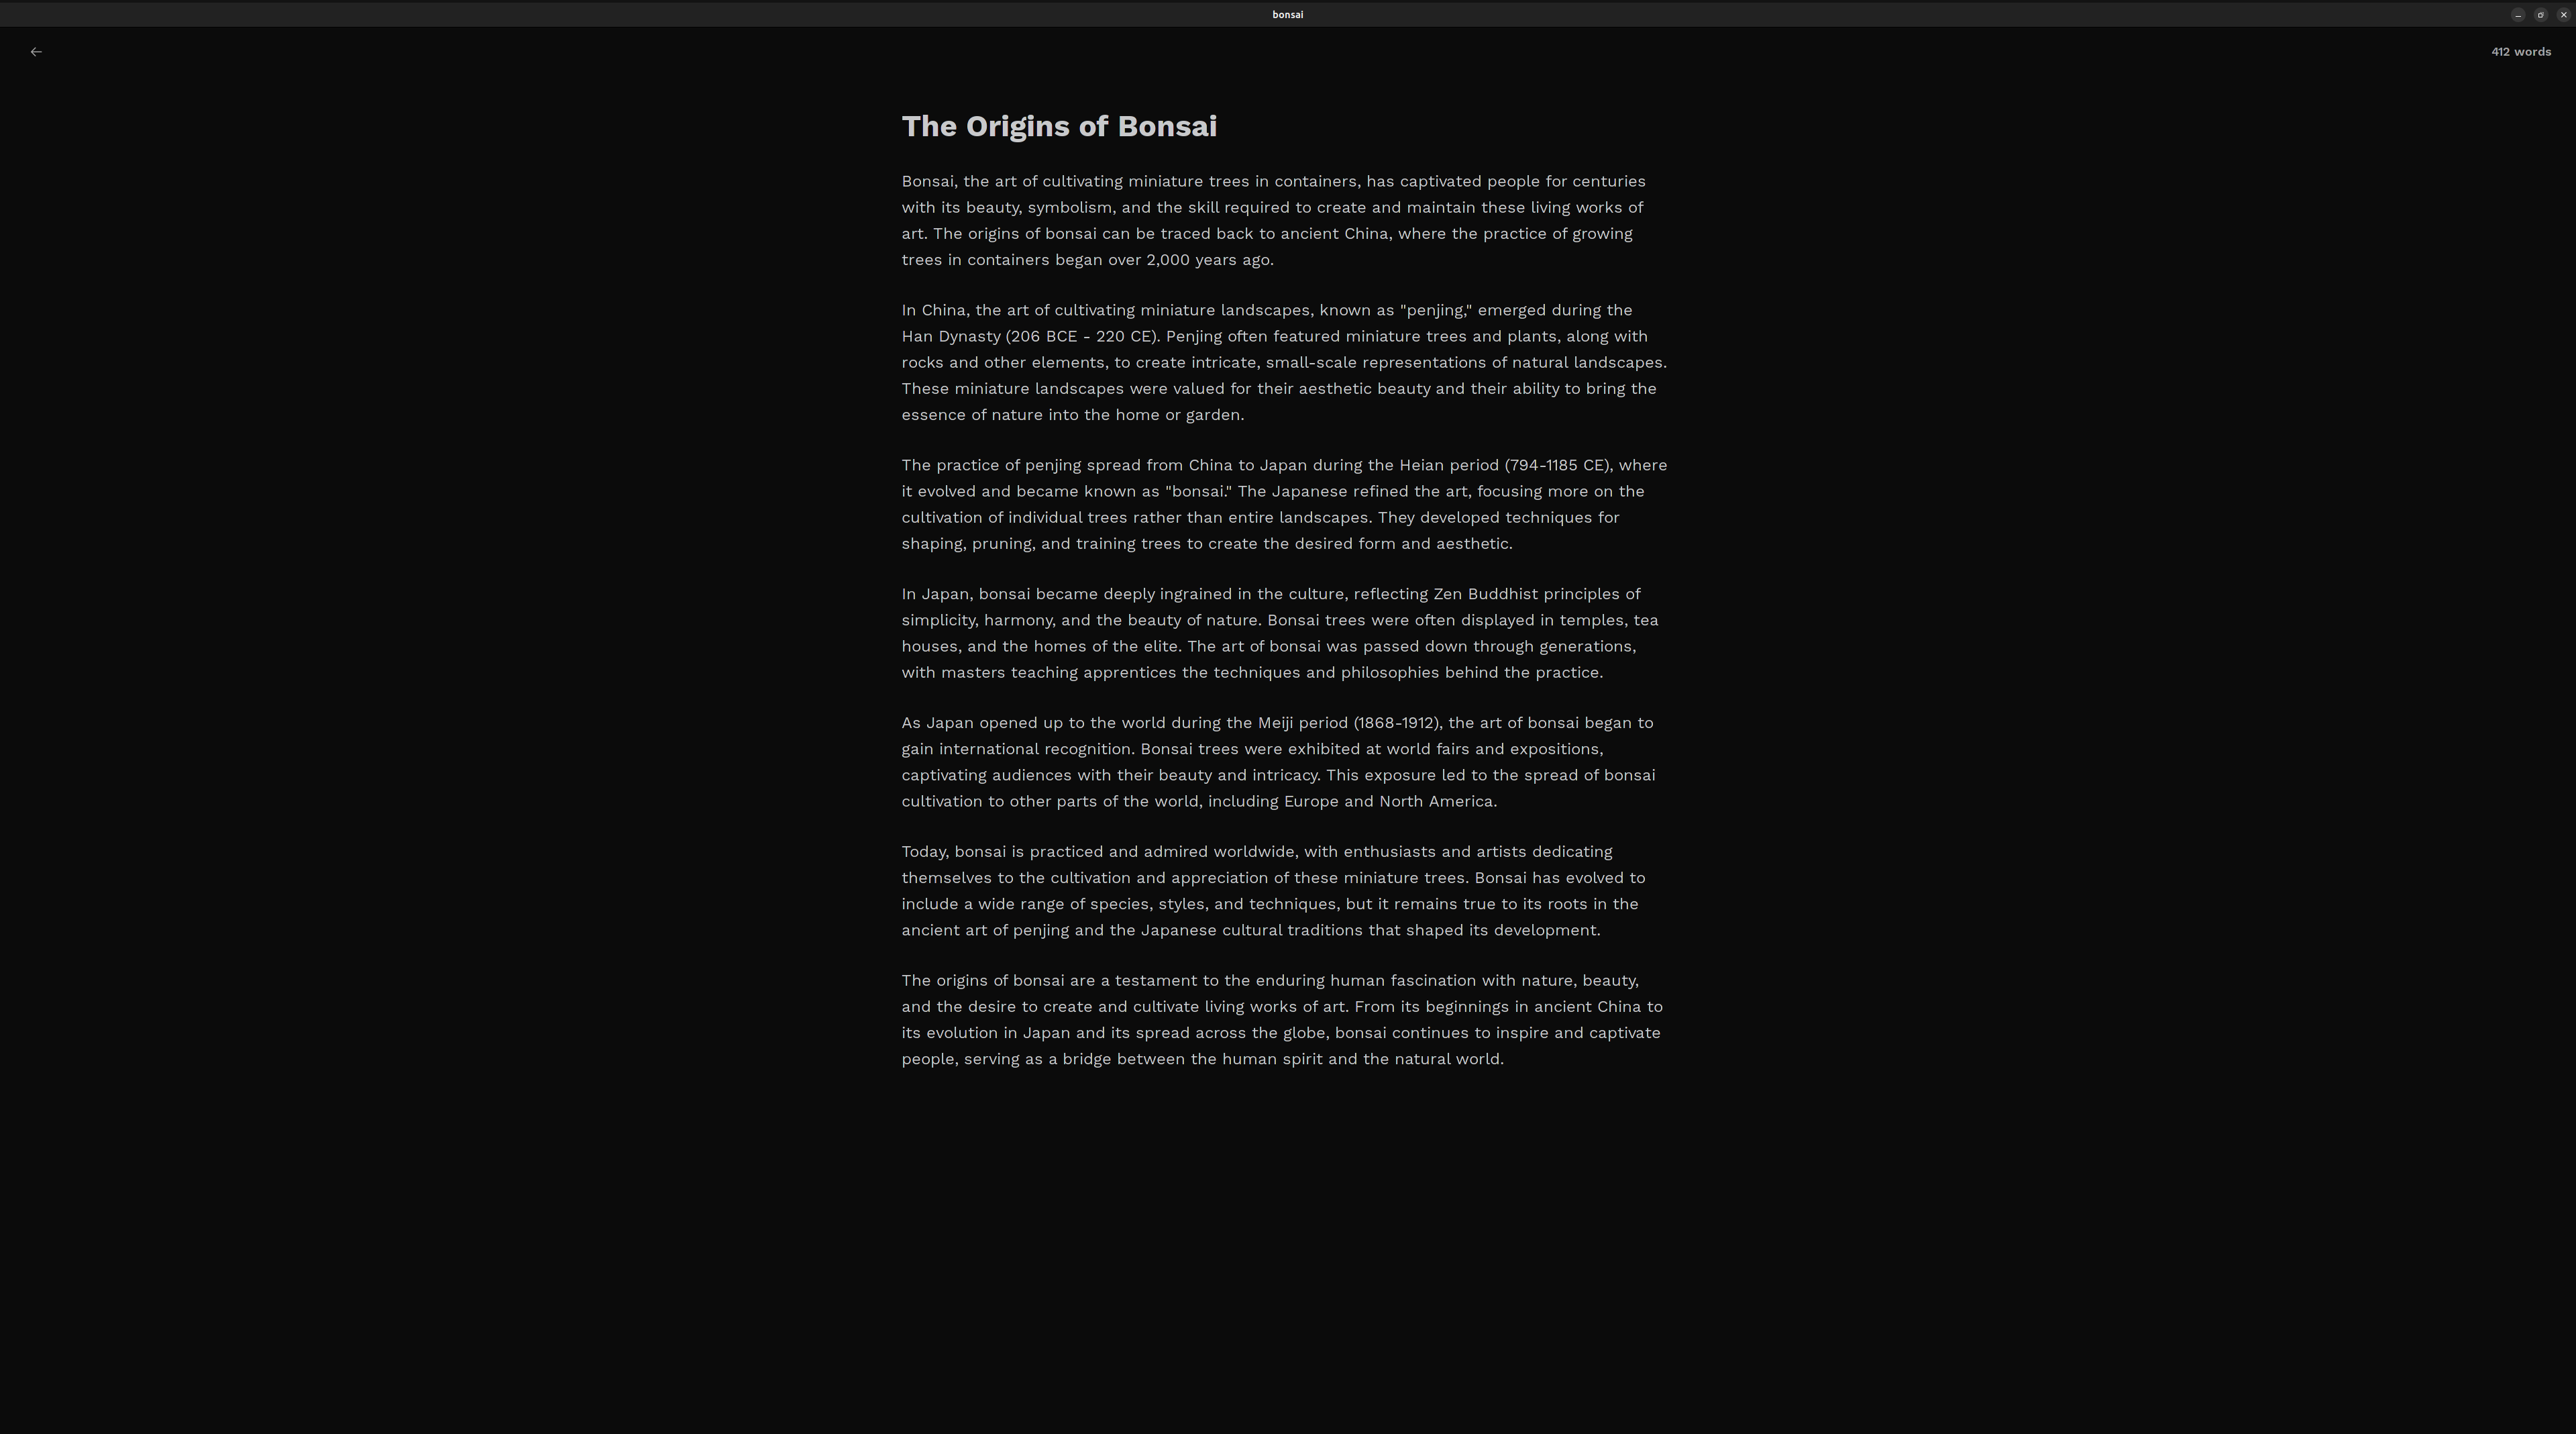 bonsai
412 words
The Origins of Bonsai
Bonsai, the art of cultivating miniature trees in containers, has captivated people for centuries
with its beauty, symbolism, and the skill required to create and maintain these living works of
art. The origins of bonsai can be traced back to ancient China, where the practice of growing
trees in containers began over 2,000 years ago.
In China, the art of cultivating miniature landscapes, known as "penjing," emerged during the
Han Dynasty (206 BCE - 220 CE). Penjing often featured miniature trees and plants, along with
rocks and other elements, to create intricate, small-scale representations of natural landscapes.
These miniature landscapes were valued for their aesthetic beauty and their ability to bring the
essence of nature into the home or garden.
The practice of penjing spread from China to Japan during the Heian period (794-1185 CE), where
it evolved and became known as "bonsai." The Japanese refined the art, focusing more on the
cultivation of individual trees rather than entire landscapes. They developed techniques for
shaping, pruning, and training trees to create the desired form and aesthetic.
In Japan, bonsai became deeply ingrained in the culture, reflecting Zen Buddhist principles of
simplicity, harmony, and the beauty of nature. Bonsai trees were often displayed in temples, tea
houses, and the homes of the elite. The art of bonsai was passed down through generations,
with masters teaching apprentices the techniques and philosophies behind the practice.
As Japan opened up to the world during the Meiji period (1868-1912), the art of bonsai began to
gain international recognition. Bonsai trees were exhibited at world fairs and expositions,
captivating audiences with their beauty and intricacy. This exposure led to the spread of bonsai
cultivation to other parts of the world, including Europe and North America.
Today, bonsai is practiced and admired worldwide, with enthusiasts and artists dedicating
themselves to the cultivation and appreciation of these miniature trees. Bonsai has evolved to
include a wide range of species, styles, and techniques, but it remains true to its roots in the
ancient art of penjing and the Japanese cultural traditions that shaped its development.
The origins of bonsai are a testament to the enduring human fascination with nature, beauty,
and the desire to create and cultivate living works of art. From its beginnings in ancient China to
its evolution in Japan and its spread across the globe, bonsai continues to inspire and captivate
people, serving as a bridge between the human spirit and the natural world.